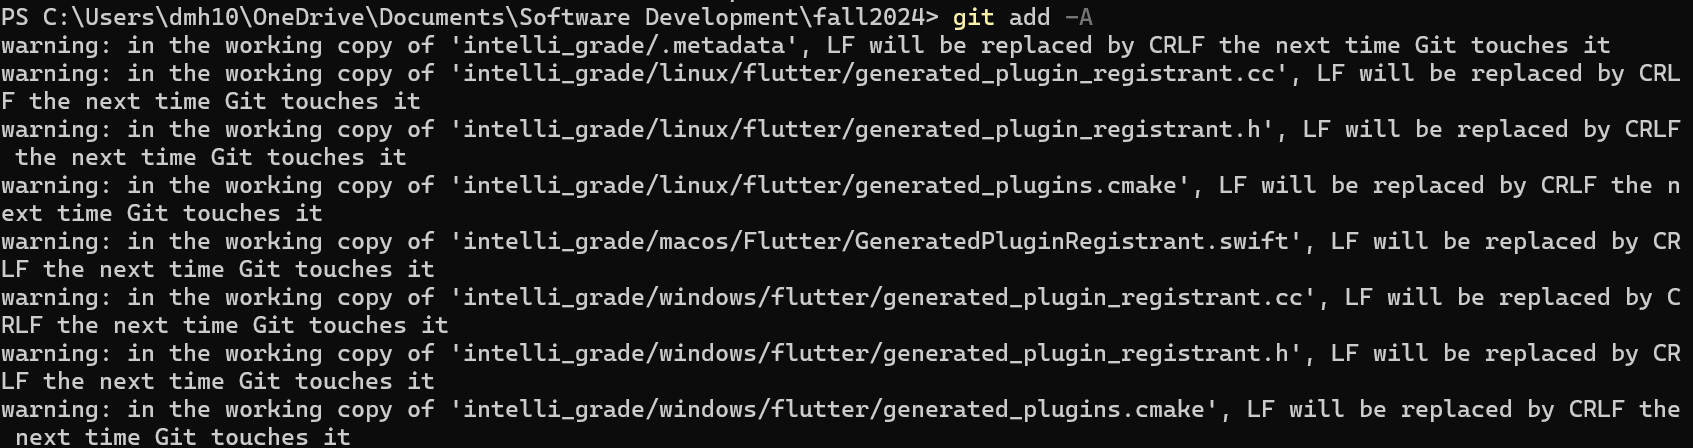 PS C:\Users\dmh10\OneDrive\Documents\Software Development\fall2024> git add -A
warning: in the working copy of 'intelli_grade/.metadata', LF will be replaced by CRLF the next time Git touches it
warning: in the working copy of 'intelli_grade/linux/flutter/generated_plugin_registrant.cc', LF will be replaced by CRL
F the next time Git touches it
warning: in the working copy of 'intelli_grade/linux/flutter/generated_plugin_registrant.h', LF will be replaced by CRLF
 the next time Git touches it
warning: in the working copy of 'intelli_grade/linux/flutter/generated_plugins.cmake', LF will be replaced by CRLF the n
ext time Git touches it
warning: in the working copy of 'intelli_grade/macos/Flutter/GeneratedPluginRegistrant.swift', LF will be replaced by CR
LF the next time Git touches it
warning: in the working copy of 'intelli_grade/windows/flutter/generated_plugin_registrant.cc', LF will be replaced by C
RLF the next time Git touches it
warning: in the working copy of 'intelli_grade/windows/flutter/generated_plugin_registrant.h', LF will be replaced by CR
LF the next time Git touches it
warning: in the working copy of 'intelli_grade/windows/flutter/generated_plugins.cmake', LF will be replaced by CRLF the
 next time Git touches it